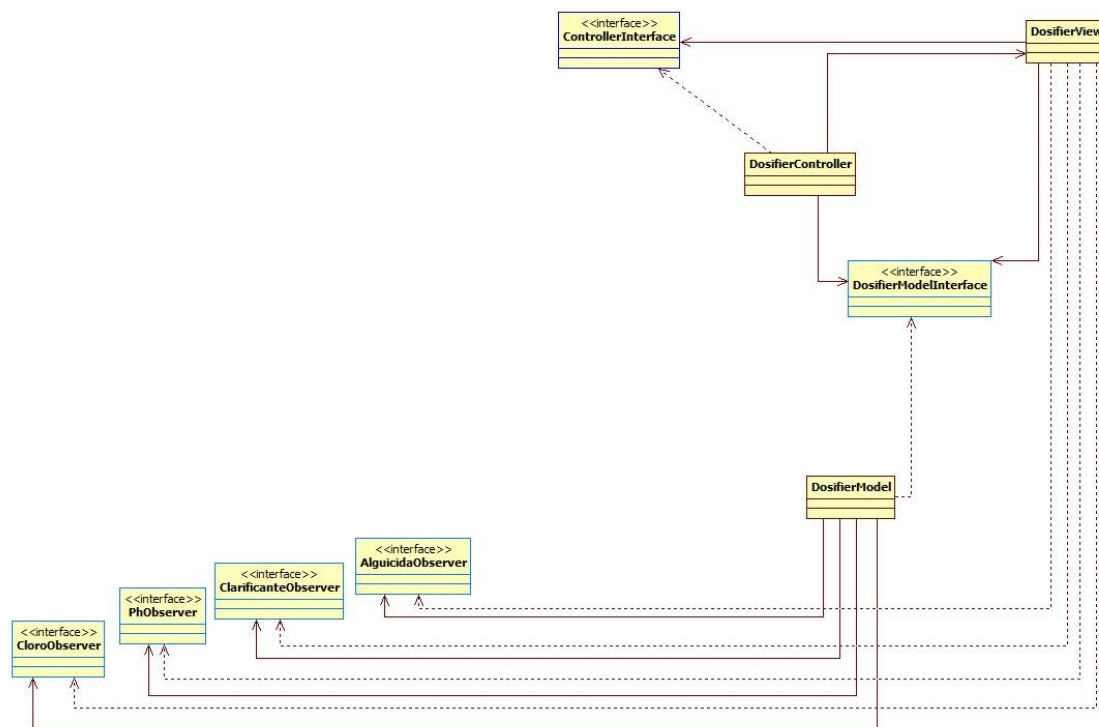 <<interface>>
ControllerInterface
DosifierView
DosifierController
<<interface>>
DosifierModelInterface
DosifierModel
<<interface>>
AlguicidaObserver
<<interface>>
ClarificanteObserver
<<interface>>
PhObserver
<<interface>>
CloroObserver